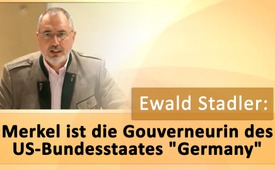 Ewald Stadler:
Merkel ist die Gouverneurin des
US-Bundesstaates "Germany"